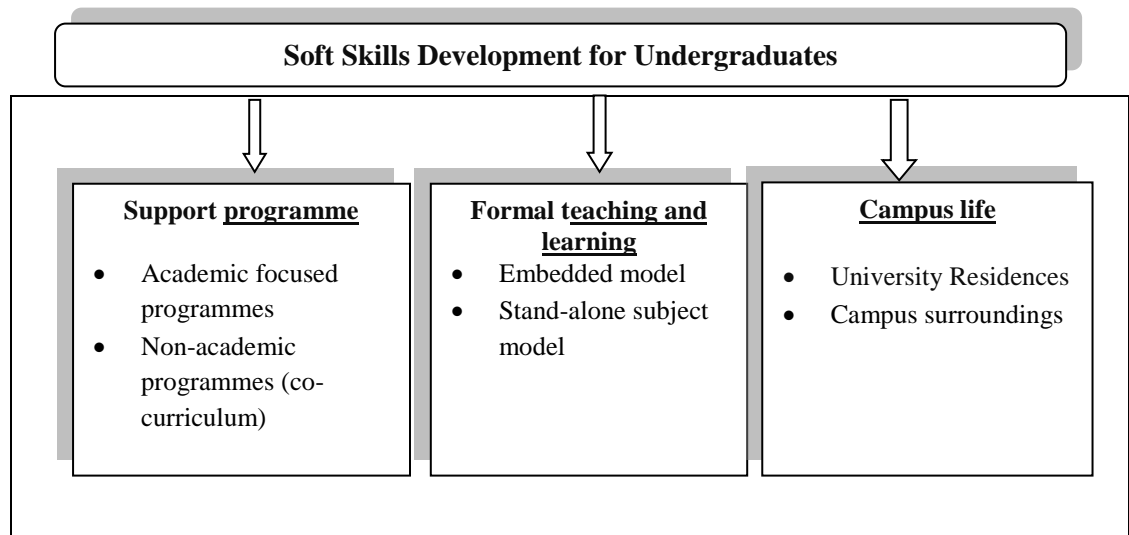 Soft Skills Development for Undergraduates
Support programme
• Academic focused
programmes
• Non-academic
programmes (co-
curriculum)
Formal teaching and
learning
• Embedded model
• Stand-alone subject
model
Campus life
• University Residences
• Campus surroundings